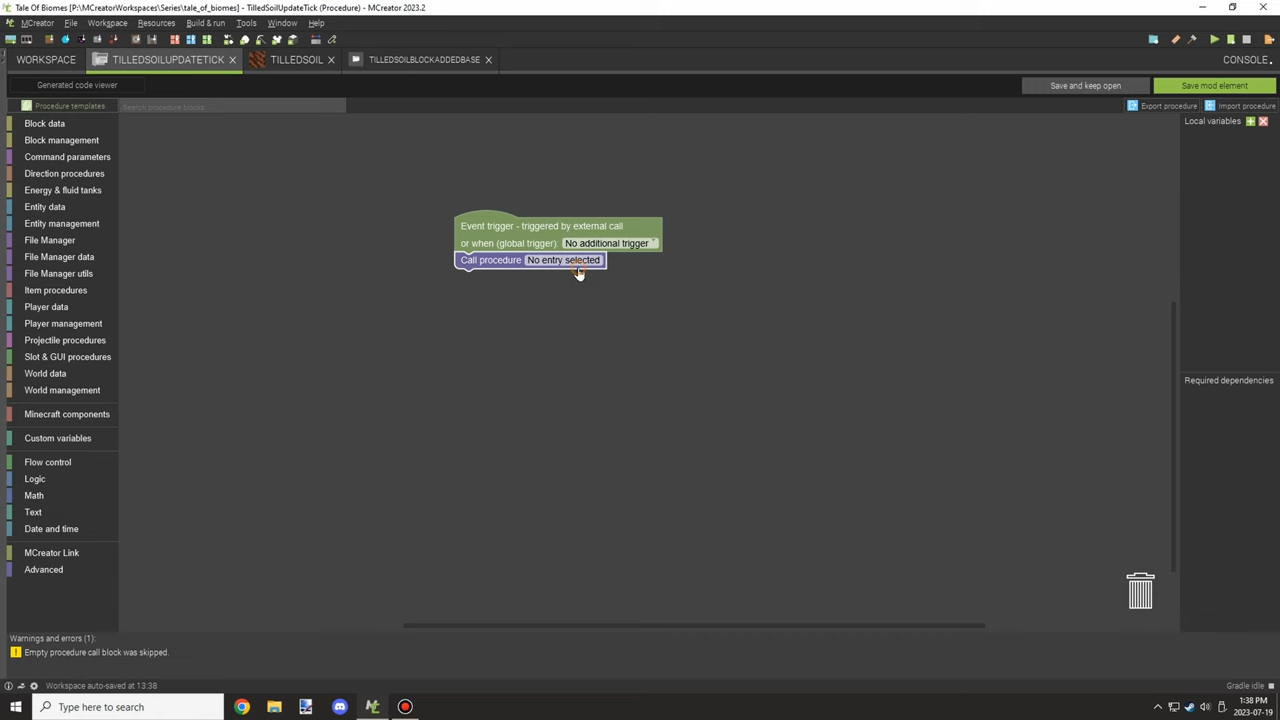 Tale Of Biomes [P:\MCreatorWorkspaces\Series\tale_of_biomes] - TilledSoilUpdateTick (Procedure) - MCreator 2023.2
MCreator File Workspace Resources Build & run Tools Window Help
WORKSPACE TILLEDSOILUPDATETICK TILLEDSOIL TILLEDSOILBLOCKADDEDBASE CONSOLE
Generated code viewer Save and keep open Save mod element
Procedure templates Search procedure blocks... Export procedure Import procedure
Local variables
Block data
Block management
Command parameters
Direction procedures
Energy & fluid tanks
Entity data
Entity management
File Manager
File Manager data
File Manager utils
Item procedures
Player data
Player management
Projectile procedures
Slot & GUI procedures
World data
World management
Minecraft components
Custom variables
Flow control
Logic
Math
Text
Date and time
MCreator Link
Advanced
Event trigger - triggered by external call
or when (global trigger): No additional trigger
Call procedure No entry selected
Required dependencies
Warnings and errors (1):
Empty procedure call block was skipped.
Workspace auto-saved at 13:38 Gradle idle
Type here to search
1:38 PM
2023-07-19